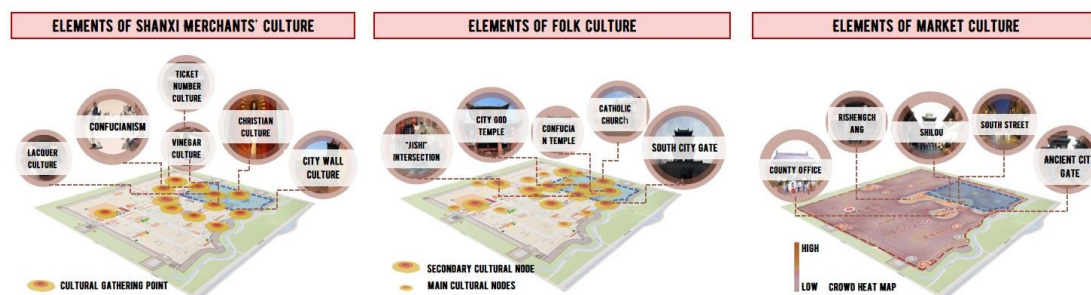 ELEMENTS OF SHANXI MERCHANTS' CULTURE
TICKET
NUMBER
CULTURE
CONFUCIANISM
CHRISTIAN
CULTURE
VINEGAR
CULTURE
LACQUER
CULTURE
CITY WALL
CULTURE
CULTURAL GATHERING POINT
ELEMENTS OF FOLK CULTURE
CITY GOD
TEMPLE
CONFUCIA
N TEMPLE
CATHOLIC
CHURCh
"JISHI"
INTERSECTION
SOUTH CITY GATE
SECONDARY CULTURAL NODE
MAIN CULTURAL NODES
ELEMENTS OF MARKET CULTURE
RISHENGCH
ANG
SHILOU
SOUTH STREET
COUNTY OFFICE
ANCIENT CITY
GATE
HIGH
LOW
CROWD HEAT MAP